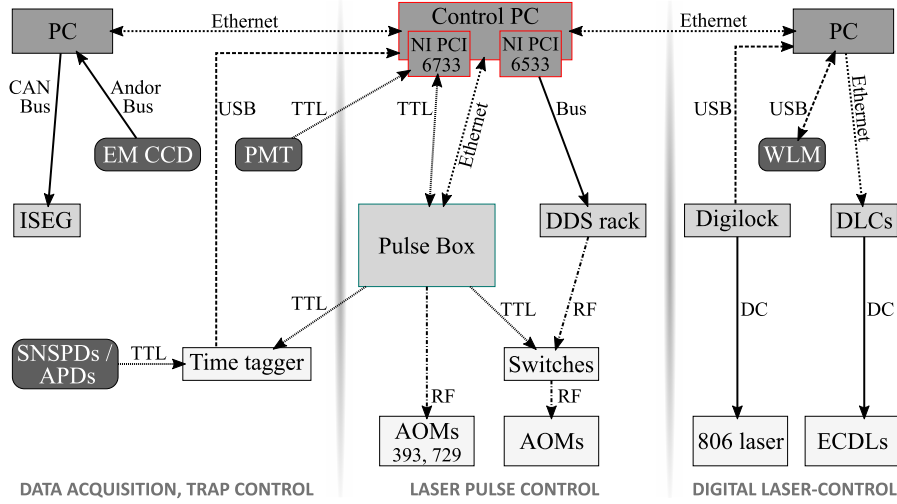 PC
Ethernet
Control PC
NI PCI
6733
NI PCI
6533
Ethernet
PC
CAN
Bus
Andor
Bus
USB
TTL
TTL
Ethernet
Bus
USB
USB
Ethernet
EM CCD
PMT
WLM
ISEG
Pulse Box
DDS rack
Digilock
DLCs
TTL
TTL
RF
DC
DC
SNSPDs /
APDs
TTL
Time tagger
Switches
RF
RF
AOMs
393, 729
AOMs
806 laser
ECDLs
DATA ACQUISITION, TRAP CONTROL
LASER PULSE CONTROL
DIGITAL LASER-CONTROL